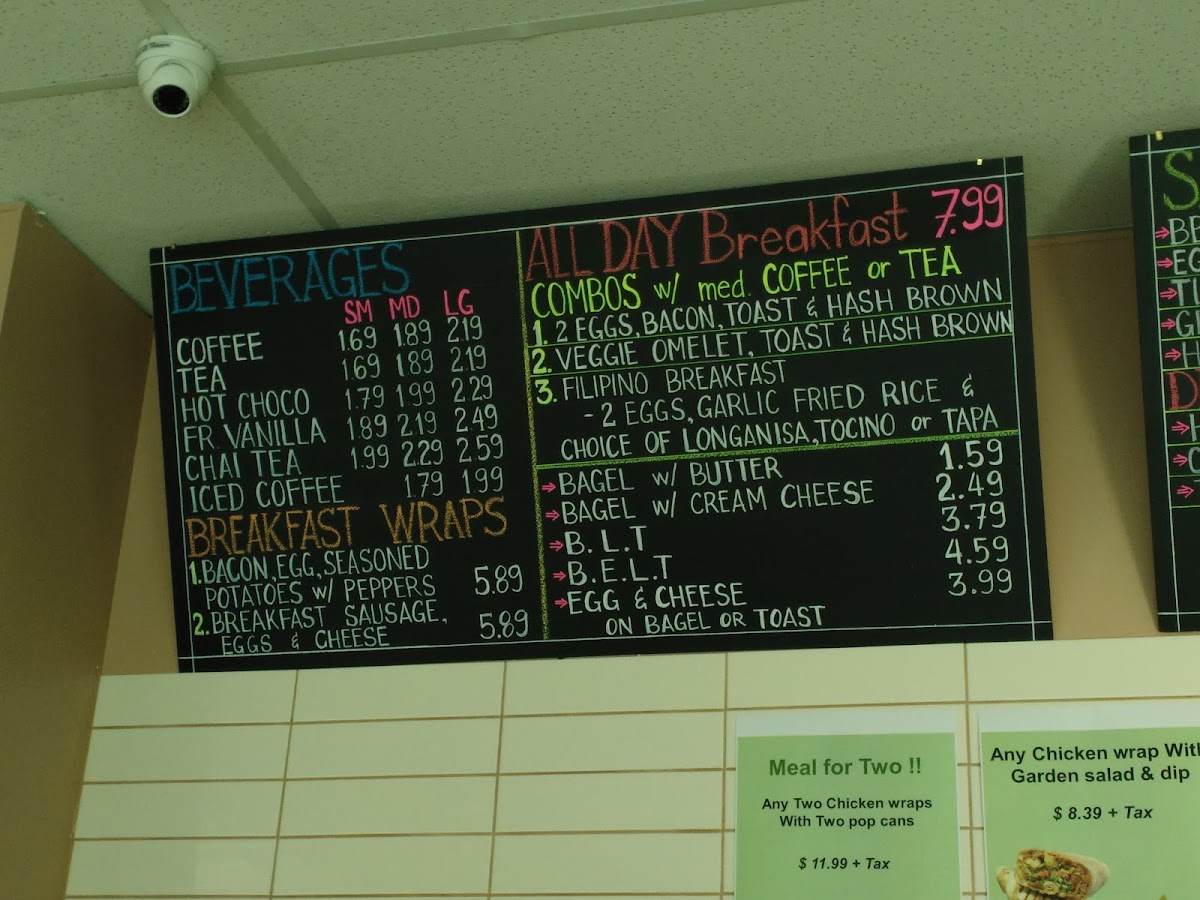 BEVERAGES
SM MD LG
COFFEE 1.69 1.89 2.19
TEA 1.69 1.89 2.19
HOT CHOCO 1.79 1.99 2.29
FR. VANILLA 1.89 2.19 2.49
CHAI TEA 1.99 2.29 2.59
ICED COFFEE 1.79 1.99
BREAKFAST WRAPS
1. BACON, EGG, SEASONED
POTATOES W/ PEPPERS 5.89
2. BREAKFAST SAUSAGE,
EGGS & CHEESE 5.89
ALL DAY Breakfast 7.99
COMBOS w/ med. COFFEE or TEA
1. 2 EGGS, BACON, TOAST & HASH BROWN
2. VEGGIE OMELET, TOAST & HASH BROWN
3. FILIPINO BREAKFAST
- 2 EGGS, GARLIC FRIED RICE &
CHOICE OF LONGANISA, TOCINO or TAPA
⇒ BAGEL W/ BUTTER 1.59
⇒ BAGEL W/ CREAM CHEESE 2.49
⇒ B.L.T 3.79
⇒ B.E.L.T 4.59
⇒ EGG & CHEESE 3.99
ON BAGEL OR TOAST
Meal for Two !!
Any Two Chicken wraps
With Two pop cans
$ 11.99 + Tax
Any Chicken wrap With
Garden salad & dip
$ 8.39 + Tax